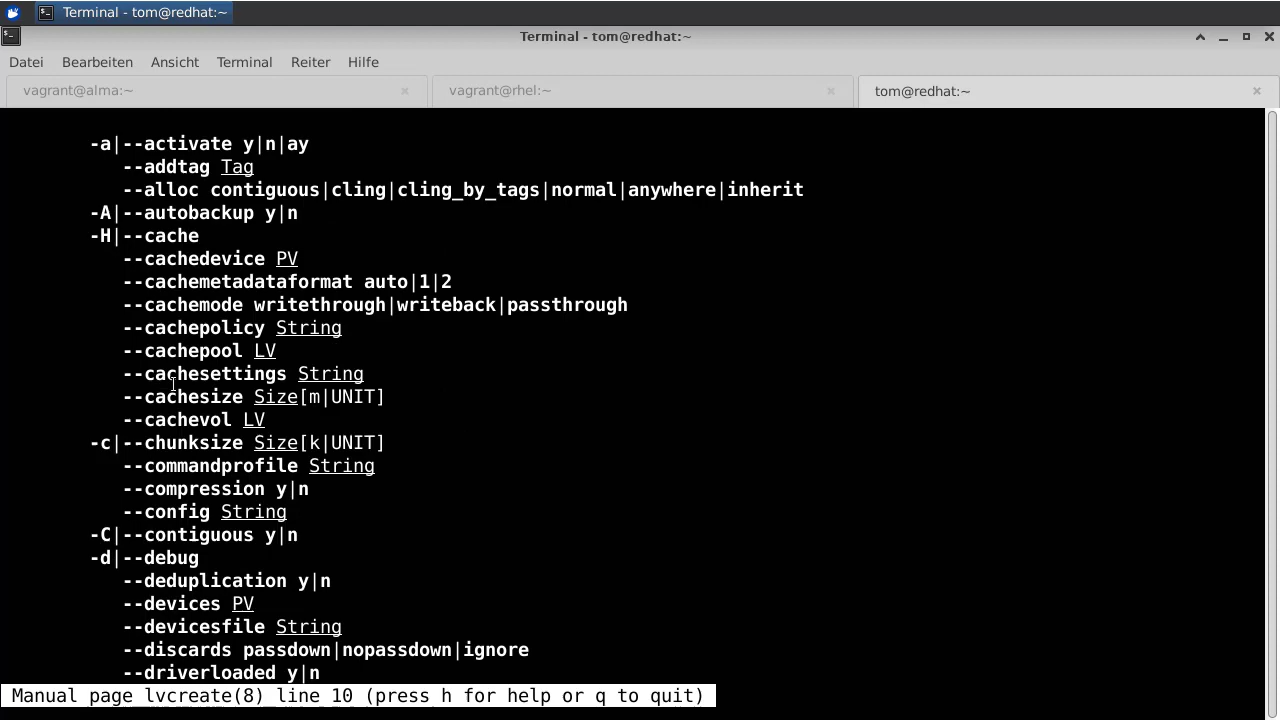 Terminal - tom@redhat:~
Terminal - tom@redhat:~
Datei Bearbeiten Ansicht Terminal Reiter Hilfe
vagrant@alma:~ vagrant@rhel:~ tom@redhat:~
-a|--activate y|n|ay
--addtag Tag
--alloc contiguous|cling|cling_by_tags|normal|anywhere|inherit
-A|--autobackup y|n
-H|--cache
--cachedevice PV
--cachemetadataformat auto|1|2
--cachemode writethrough|writeback|passthrough
--cachepolicy String
--cachepool LV
--cachesettings String
--cachesize Size[m|UNIT]
--cachevol LV
-c|--chunksize Size[k|UNIT]
--commandprofile String
--compression y|n
--config String
-C|--contiguous y|n
-d|--debug
--deduplication y|n
--devices PV
--devicesfile String
--discards passdown|nopassdown|ignore
--driverloaded y|n
Manual page lvcreate(8) line 10 (press h for help or q to quit)